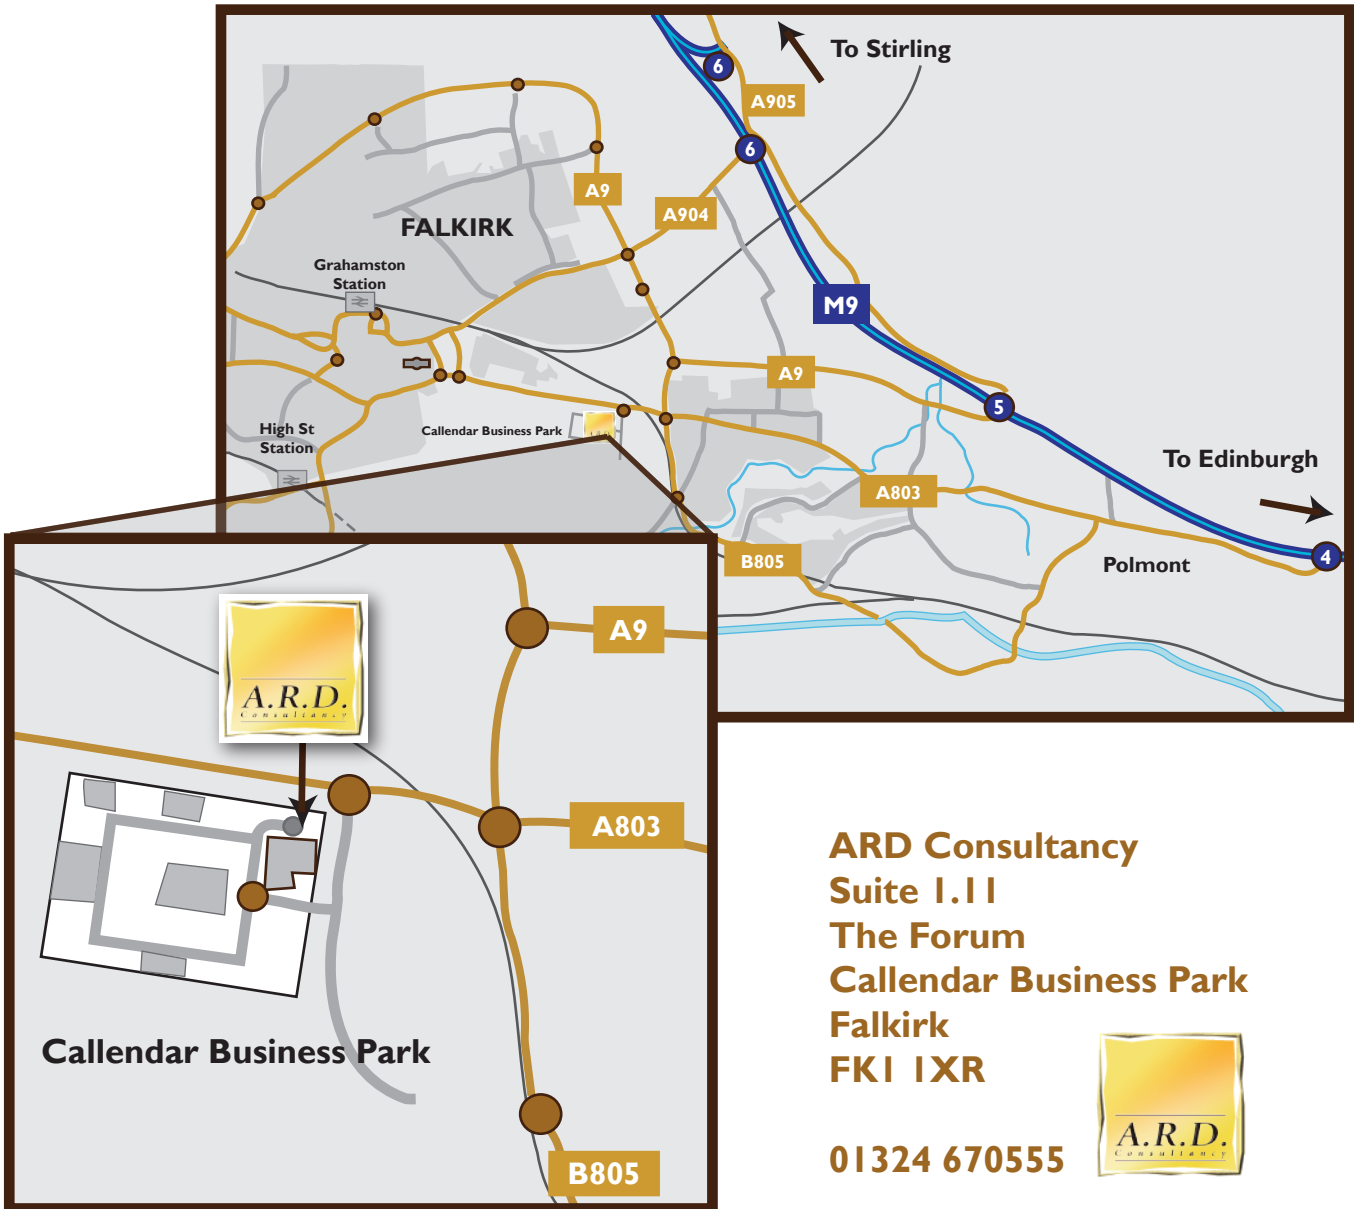 To Stirling
6
A905
6
A9
A904
FALKIRK
Grahamston
Station
M9
A9
5
High St
Station
Callendar Business Park
To Edinburgh
A803
B805
Polmont
4
A9
A.R.D.
Consultancy
A803
Callendar Business Park
B805
ARD Consultancy
Suite 1.11
The Forum
Callendar Business Park
Falkirk
FK1 1XR
01324 670555
A.R.D.
Consultancy